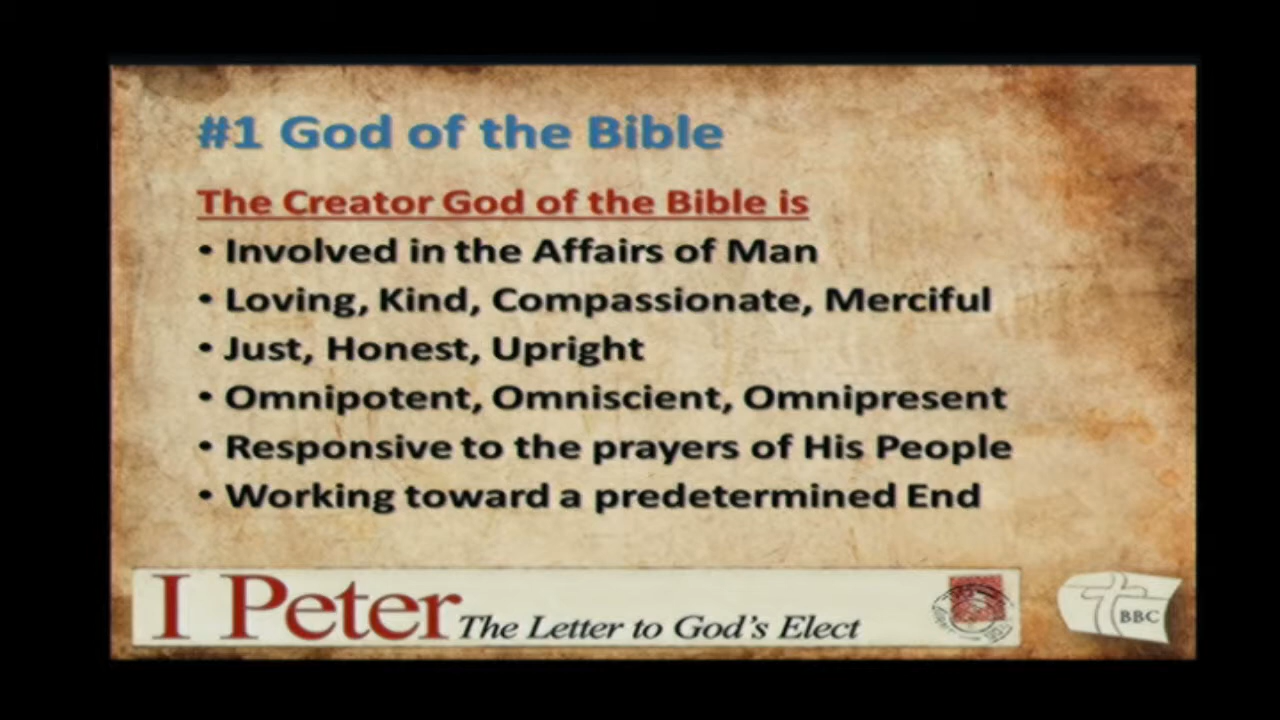 #1 God of the Bible
The Creator God of the Bible is
• Involved in the Affairs of Man
• Loving, Kind, Compassionate, Merciful
• Just, Honest, Upright
• Omnipotent, Omniscient, Omnipresent
• Responsive to the prayers of His People
• Working toward a predetermined End
I Peter The Letter to God's Elect
BBC